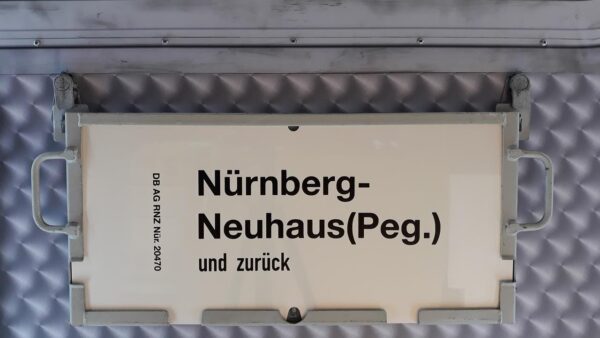 DB AG RNZ Nür. 20470
Nürnberg-
Neuhaus(Peg.)
und zurück